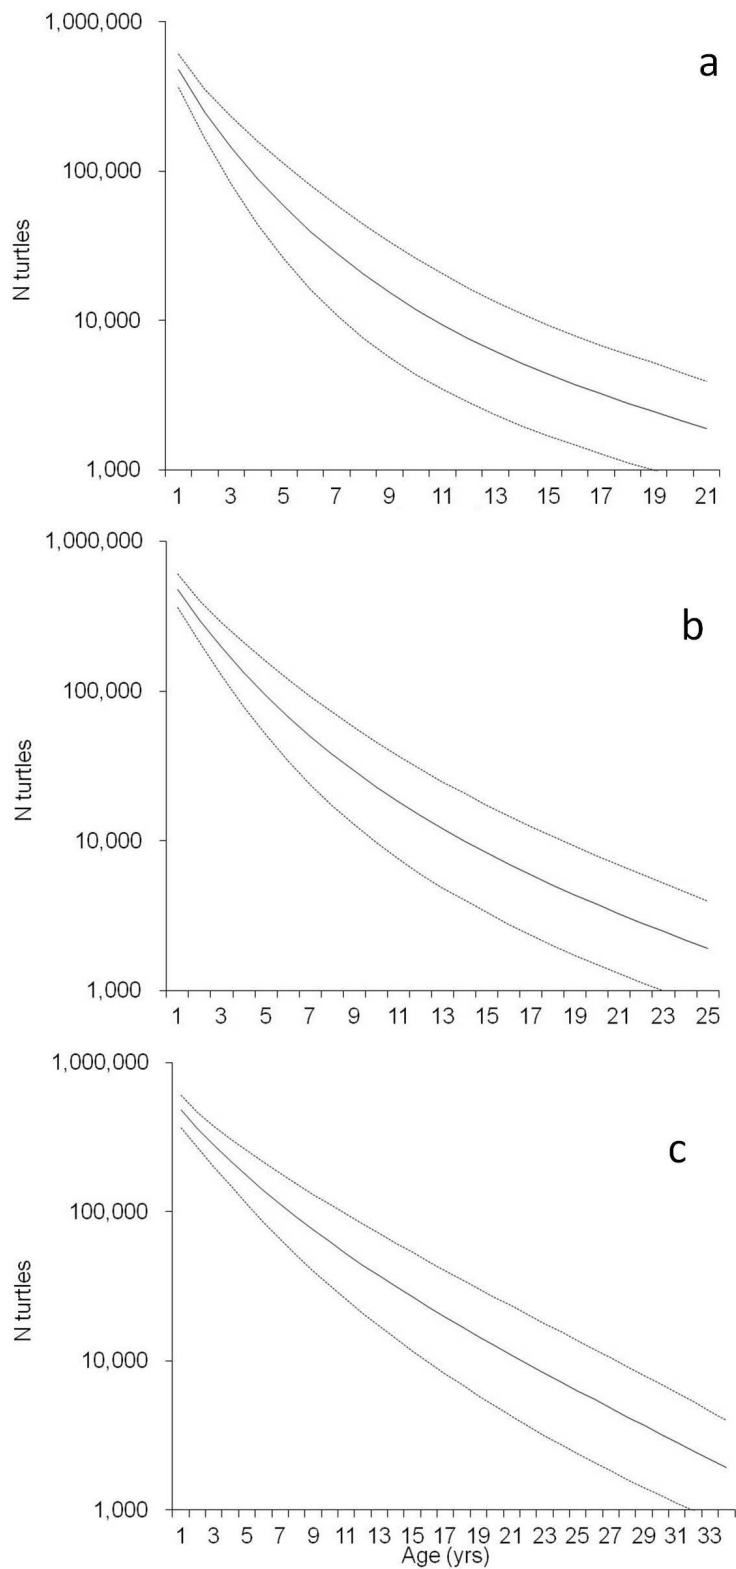 1,000,000
a
100,000
N turtles
10,000
1,000
1 3 5 7 9 11 13 15 17 19 21
1,000,000
b
100,000
N turtles
10,000
1,000
1 3 5 7 9 11 13 15 17 19 21 23 25
1,000,000
c
100,000
N turtles
10,000
1,000
1 3 5 7 9 11 13 15 17 19 21 23 25 27 29 31 33
Age (yrs)